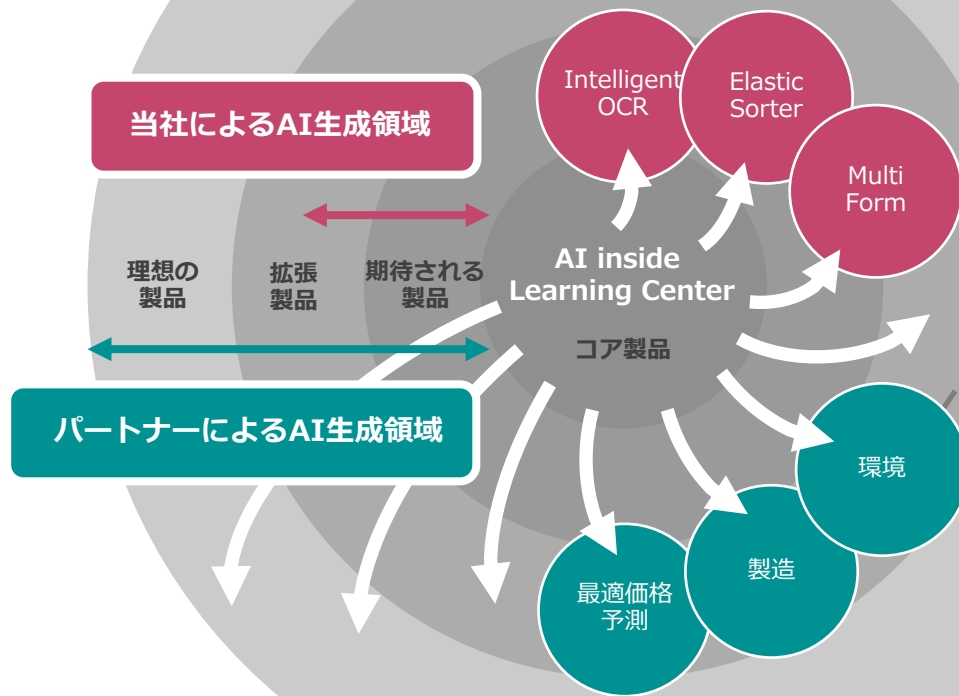 Intelligent
OCR
Elastic
Sorter
当社によるAI生成領域
Multi
Form
理想の
製品
拡張
製品
期待される
製品
AI inside
Learning Center
コア製品
パートナーによるAI生成領域
環境
製造
最適価格
予測